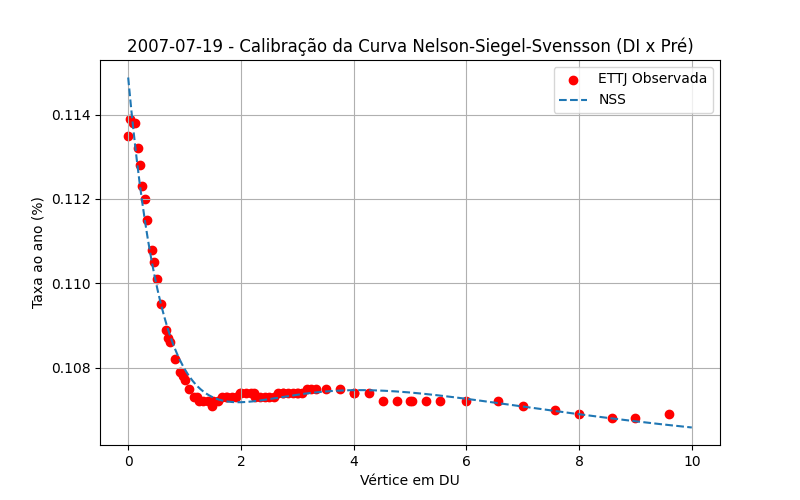 2007-07-19 - Calibração da Curva Nelson-Siegel-Svensson (DI x Pré)
ETTJ Observada
NSS
Taxa ao ano (%)
0.114
0.112
0.110
0.108
0 2 4 6 8 10
Vértice em DU